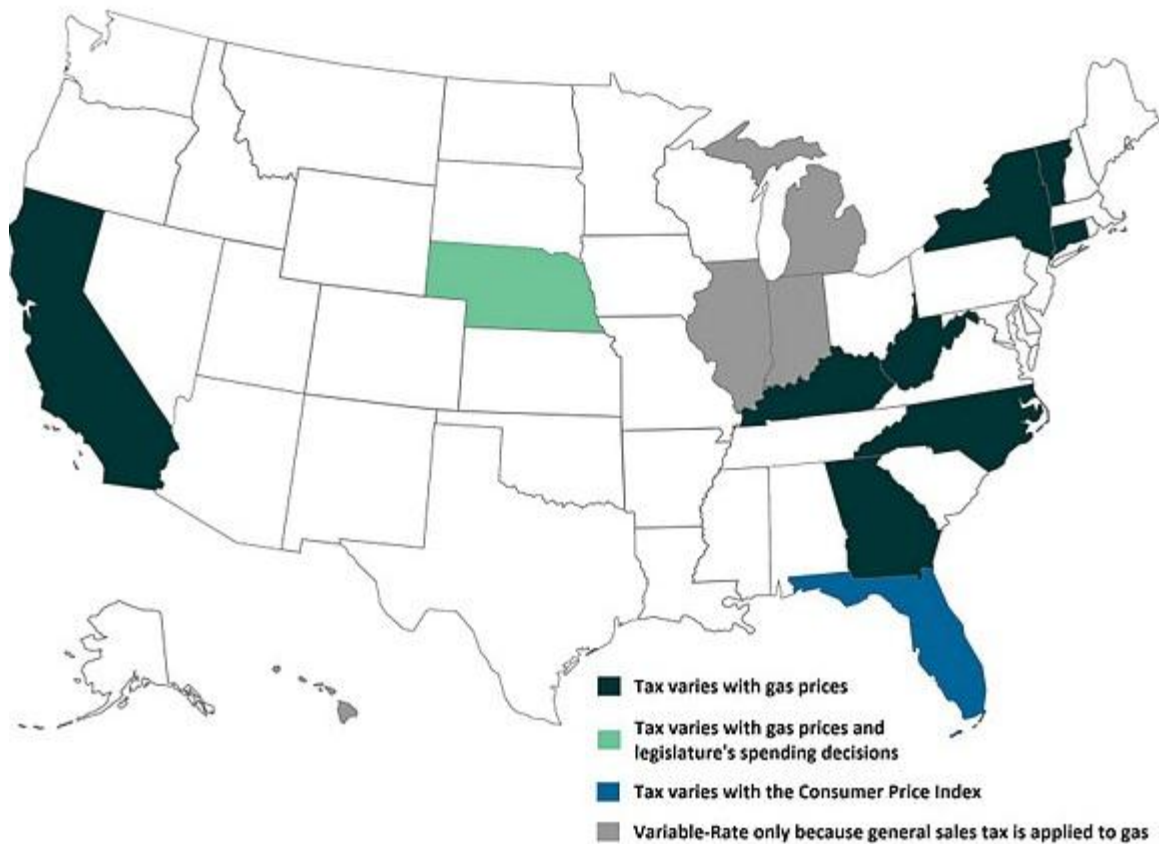 Tax varies with gas prices
Tax varies with gas prices and
legislature's spending decisions
Tax varies with the Consumer Price Index
Variable-Rate only because general sales tax is applied to gas